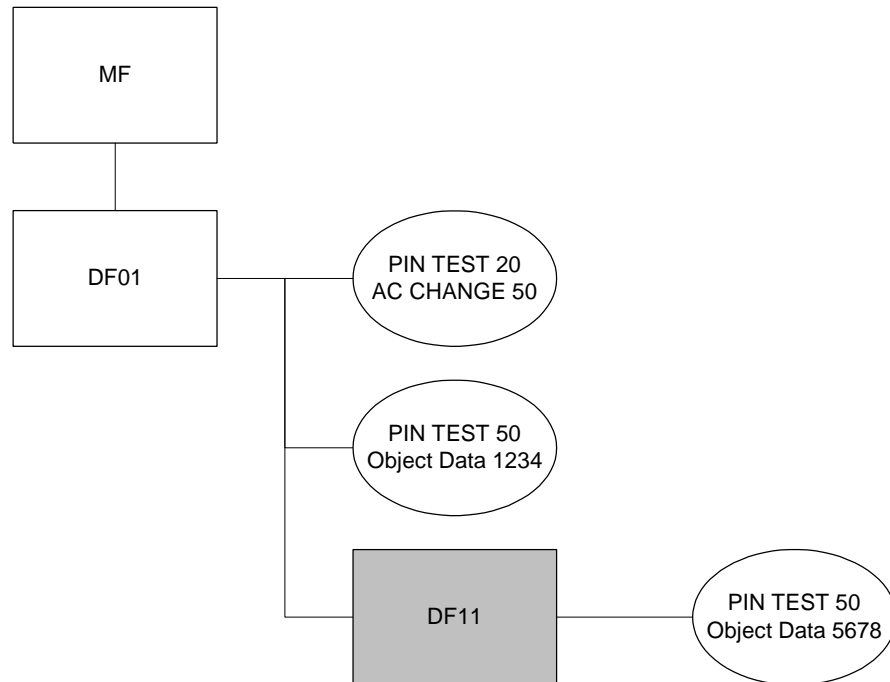 MF
DF01
PIN TEST 20
AC CHANGE 50
PIN TEST 50
Object Data 1234
DF11
PIN TEST 50
Object Data 5678